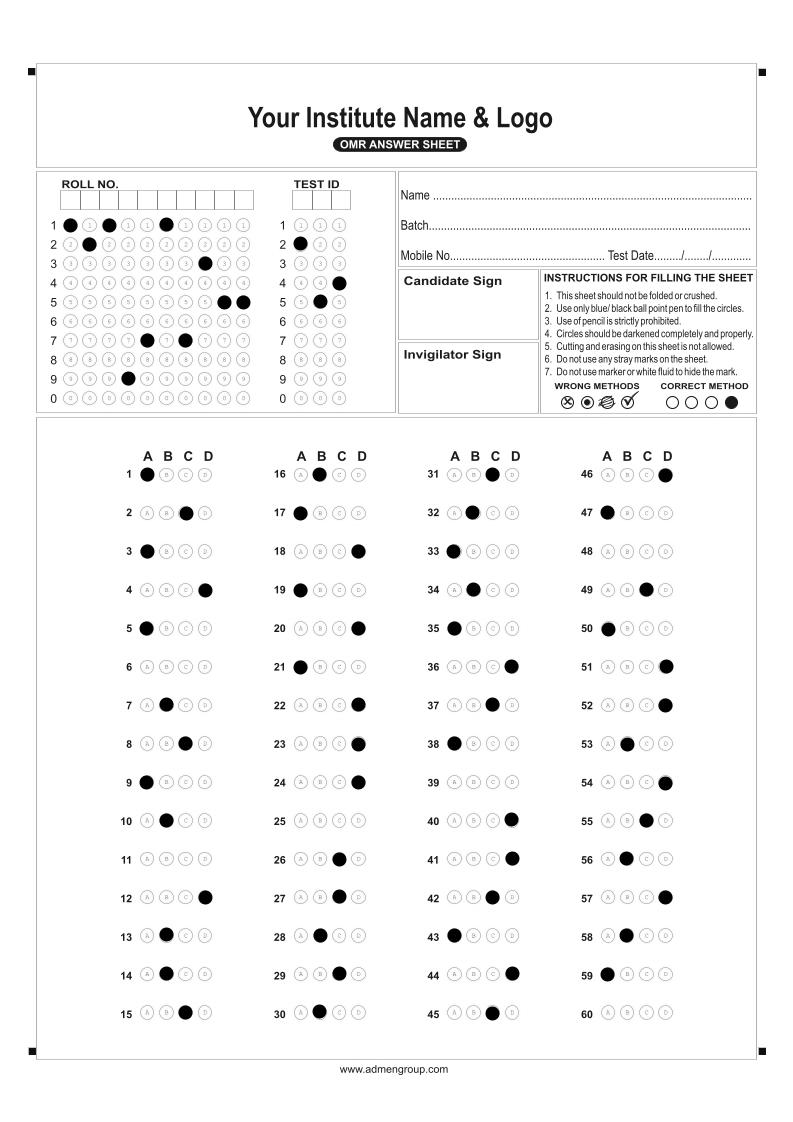 Your Institute Name & Logo
OMR ANSWER SHEET
ROLL NO.
TEST ID
1 1 1 1 1 1 1 1
2 2 2 2 2 2 2 2 2 2
3 3 3 3 3 3 3 3 3 3
4 4 4 4 4 4 4 4 4 4 4
5 5 5 5 5 5 5 5 5
6 6 6 6 6 6 6 6 6 6 6
7 7 7 7 7 7 7 7 7
8 8 8 8 8 8 8 8 8 8 8
9 9 9 9 9 9 9 9 9 9
0 0 0 0 0 0 0 0 0 0 0
1 1 1 1
2 2 2
3 3 3 3
4 4 4
5 5 5
6 6 6 6
7 7 7 7
8 8 8 8
9 9 9 9
0 0 0 0
Name ..........................................................................................
Batch...........................................................................................
Mobile No.................................................. Test Date......../......../............
Candidate Sign
Invigilator Sign
INSTRUCTIONS FOR FILLING THE SHEET
1. This sheet should not be folded or crushed.
2. Use only blue/ black ball point pen to fill the circles.
3. Use of pencil is strictly prohibited.
4. Circles should be darkened completely and properly.
5. Cutting and erasing on this sheet is not allowed.
6. Do not use any stray marks on the sheet.
7. Do not use marker or white fluid to hide the mark.
WRONG METHODS CORRECT METHOD
A B C D
1 B C D
2 A B D
3 B C D
4 A B C
5 B C D
6 A B C D
7 A C D
8 A B D
9 B C D
10 A C D
11 A B C D
12 A B C
13 A C D
14 A C D
15 A B D
A B C D
16 A C D
17 B C D
18 A B C
19 B C D
20 A B C
21 B C D
22 A B C
23 A B C
24 A B C
25 A B C D
26 A B D
27 A B D
28 A C D
29 A B D
30 A C D
A B C D
31 A B D
32 A C D
33 B C D
34 A C D
35 B C D
36 A B C
37 A B D
38 B C D
39 A B C D
40 A B C
41 A B C
42 A B D
43 B C D
44 A B C
45 A B D
A B C D
46 A B C
47 B C D
48 A B C D
49 A B D
50 B C D
51 A B C
52 A B C
53 A C D
54 A B C
55 A B D
56 A C D
57 A B C
58 A C D
59 B C D
60 A B C D
www.admengroup.com